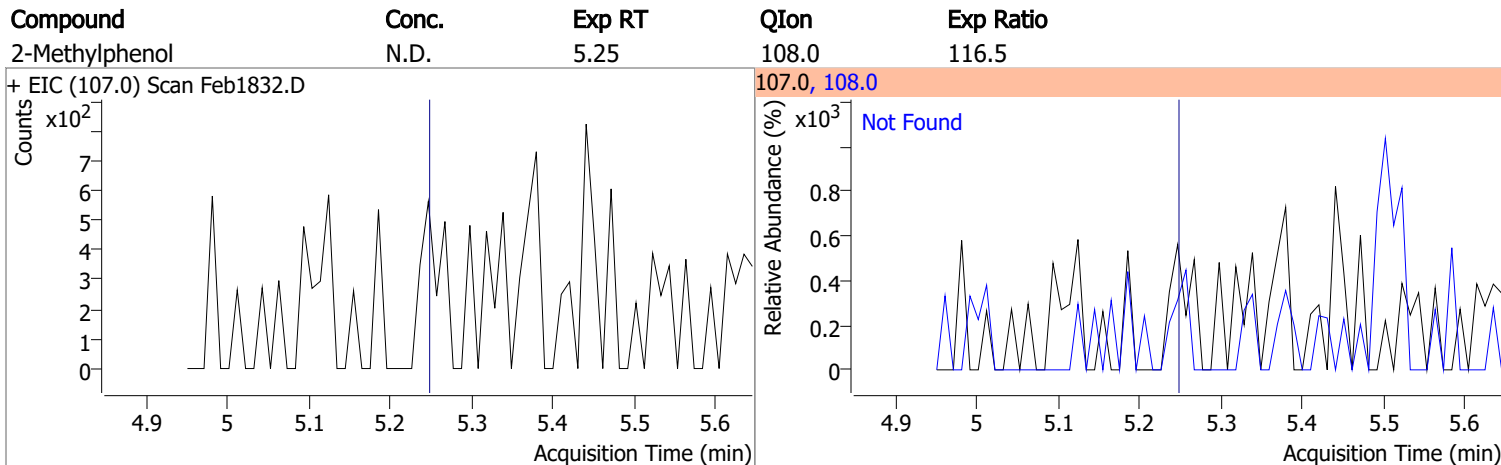 Compound Conc. Exp RT QIon Exp Ratio
2-Methylphenol N.D. 5.25 108.0 116.5
+ EIC (107.0) Scan Feb1832.D
Counts
x10²
7
6
5
4
3
2
1
0
4.9 5 5.1 5.2 5.3 5.4 5.5 5.6
Acquisition Time (min)
107.0, 108.0
Relative Abundance (%)
x10³
Not Found
0.8
0.6
0.4
0.2
0
4.9 5 5.1 5.2 5.3 5.4 5.5 5.6
Acquisition Time (min)